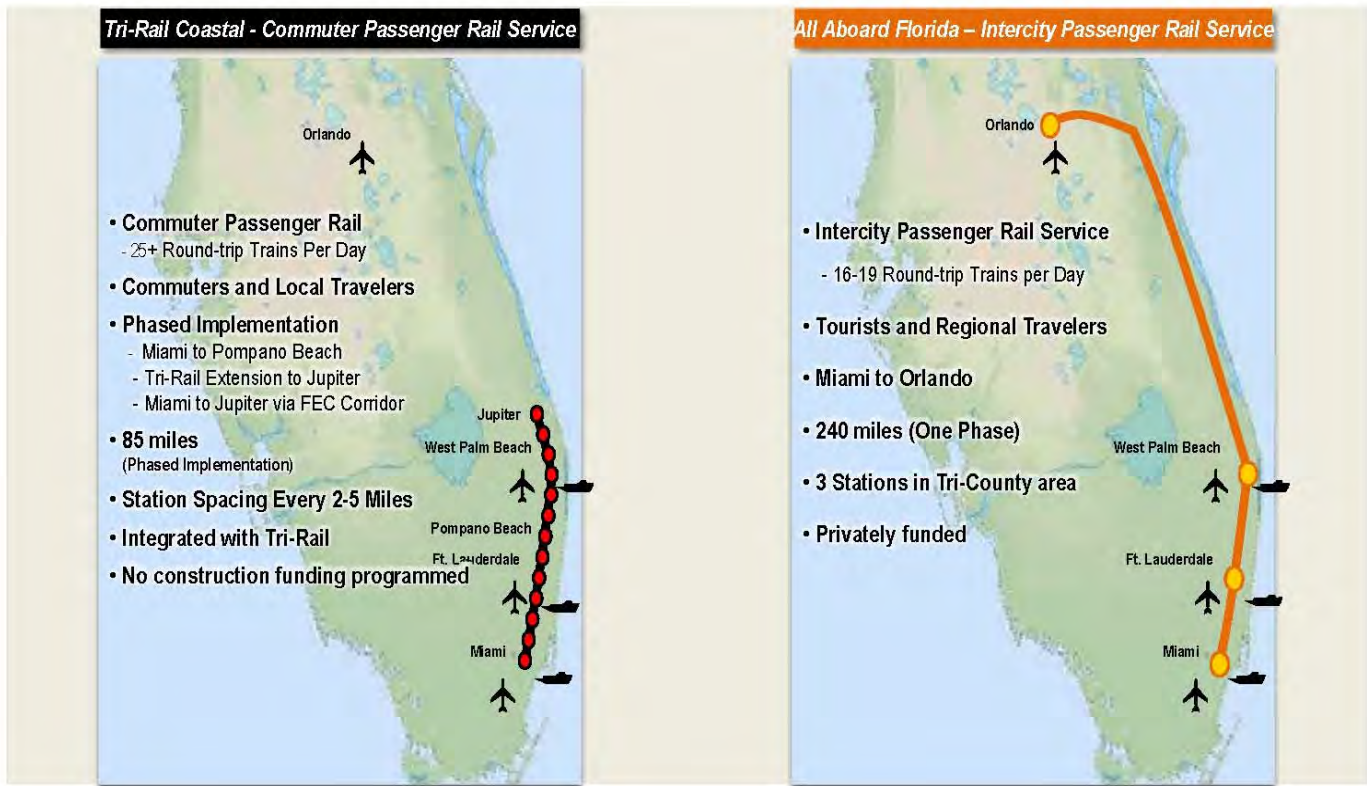 Tri-Rail Coastal - Commuter Passenger Rail Service
Orlando
• Commuter Passenger Rail
- 25+ Round-trip Trains Per Day
• Commuters and Local Travelers
• Phased Implementation
- Miami to Pompano Beach
- Tri-Rail Extension to Jupiter
- Miami to Jupiter via FEC Corridor
• 85 miles
(Phased Implementation)
• Station Spacing Every 2-5 Miles
• Integrated with Tri-Rail
• No construction funding programmed
Jupiter
West Palm Beach
Pompano Beach
Ft. Lauderdale
Miami
All Aboard Florida – Intercity Passenger Rail Service
Orlando
• Intercity Passenger Rail Service
- 16-19 Round-trip Trains per Day
• Tourists and Regional Travelers
• Miami to Orlando
• 240 miles (One Phase)
• 3 Stations in Tri-County area
• Privately funded
West Palm Beach
Ft. Lauderdale
Miami